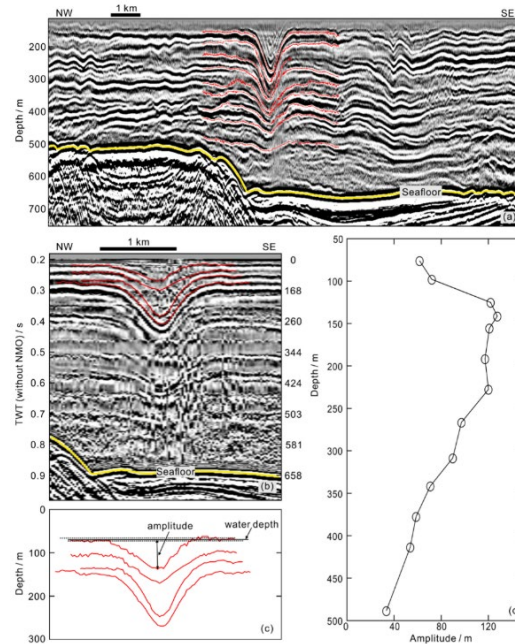 NW 1 km SE
200
300
400
500
600
700
Depth / m
Seafloor
(a)
NW 1 km SE
0.2
0.3
0.4
0.5
0.6
0.7
0.8
0.9
TWT (without NMO) / s
0
168
260
344
424
503
581
658
Seafloor
(b)
0
100
200
300
Depth / m
amplitude
water depth
(c)
50
100
150
200
250
300
350
400
450
500
Depth / m
0 40 80 120 160
Amplitude / m